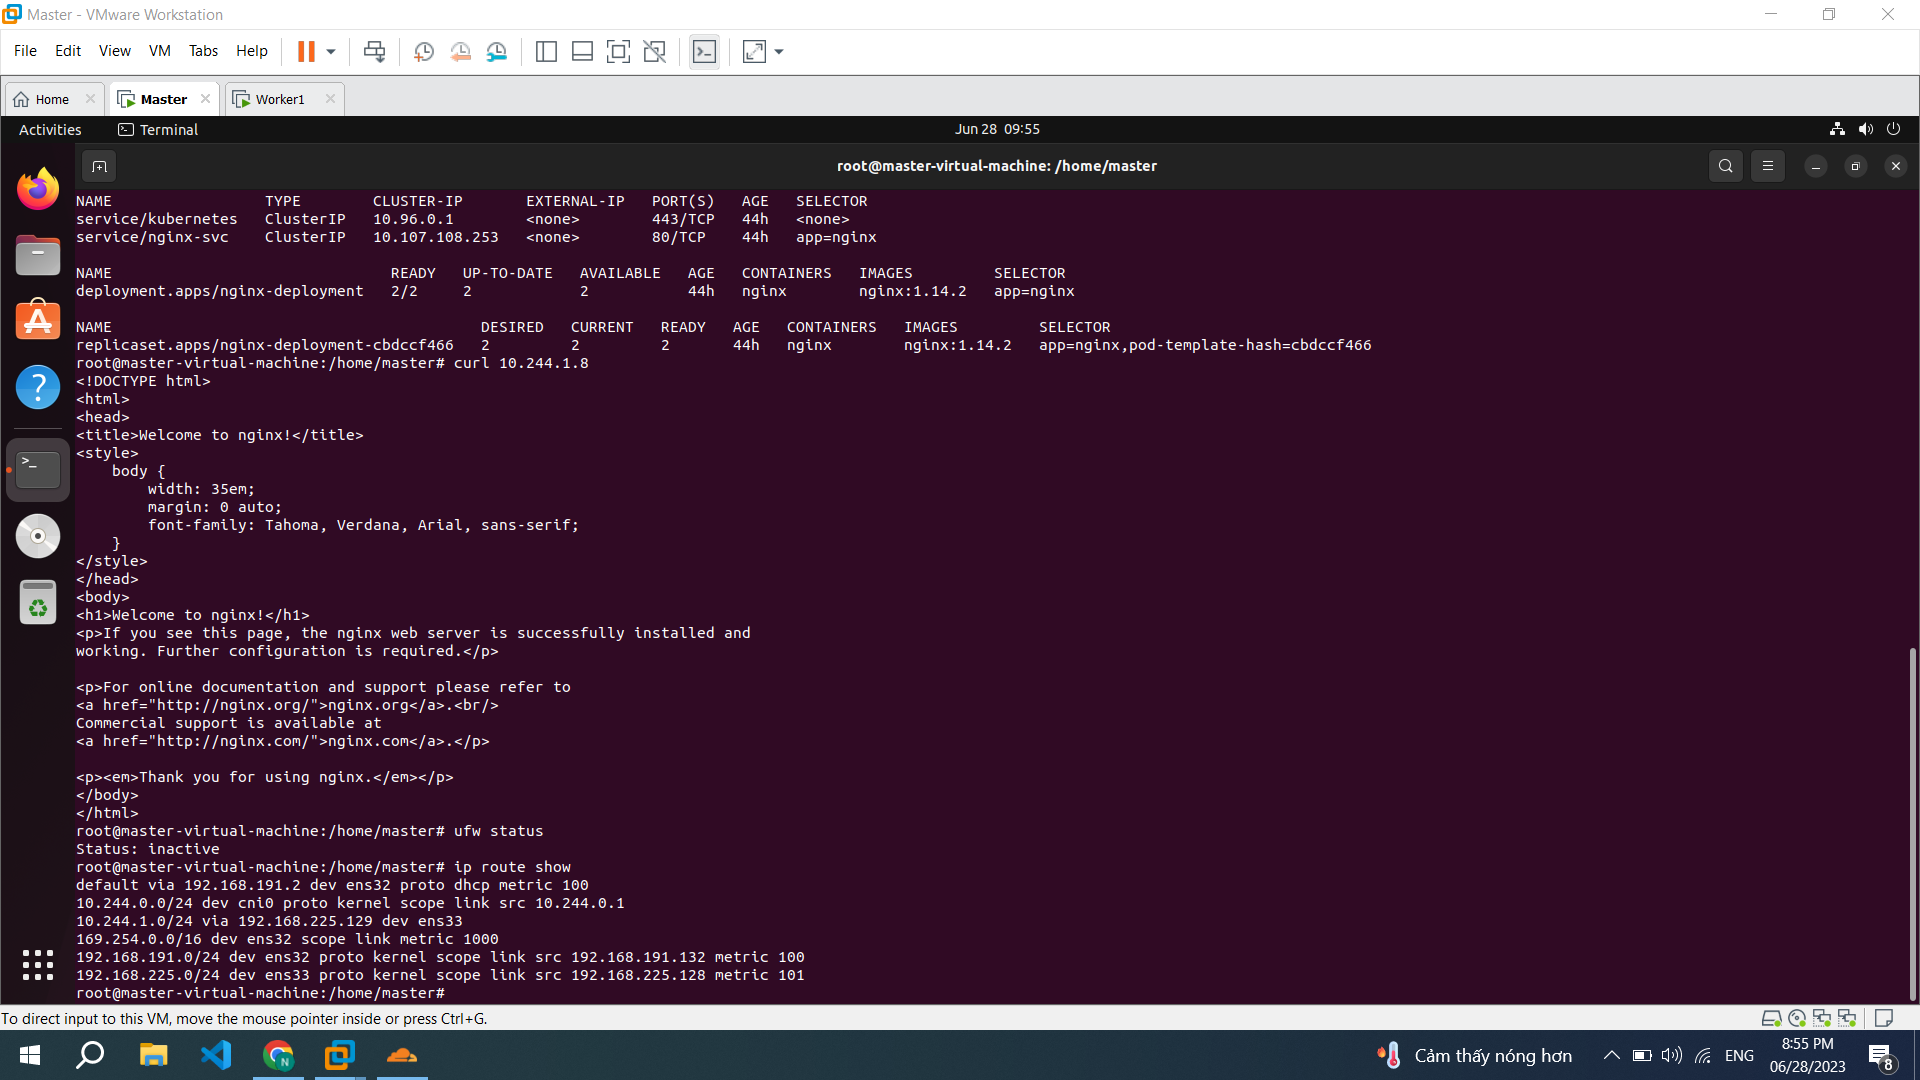 Master - VMware Workstation
File Edit View VM Tabs Help
Home Master Worker1
Activities Terminal Jun 28 09:55
root@master-virtual-machine: /home/master
NAME TYPE CLUSTER-IP EXTERNAL-IP PORT(S) AGE SELECTOR
service/kubernetes ClusterIP 10.96.0.1 <none> 443/TCP 44h <none>
service/nginx-svc ClusterIP 10.107.108.253 <none> 80/TCP 44h app=nginx
NAME READY UP-TO-DATE AVAILABLE AGE CONTAINERS IMAGES SELECTOR
deployment.apps/nginx-deployment 2/2 2 2 44h nginx nginx:1.14.2 app=nginx
NAME DESIRED CURRENT READY AGE CONTAINERS IMAGES SELECTOR
replicaset.apps/nginx-deployment-cbdccf466 2 2 2 44h nginx nginx:1.14.2 app=nginx,pod-template-hash=cbdccf466
root@master-virtual-machine:/home/master# curl 10.244.1.8
<!DOCTYPE html>
<html>
<head>
<title>Welcome to nginx!</title>
<style>
body {
width: 35em;
margin: 0 auto;
font-family: Tahoma, Verdana, Arial, sans-serif;
}
</style>
</head>
<body>
<h1>Welcome to nginx!</h1>
<p>If you see this page, the nginx web server is successfully installed and
working. Further configuration is required.</p>
<p>For online documentation and support please refer to
<a href="http://nginx.org/">nginx.org</a>.<br/>
Commercial support is available at
<a href="http://nginx.com/">nginx.com</a>.</p>
<p><em>Thank you for using nginx.</em></p>
</body>
</html>
root@master-virtual-machine:/home/master# ufw status
Status: inactive
root@master-virtual-machine:/home/master# ip route show
default via 192.168.191.2 dev ens32 proto dhcp metric 100
10.244.0.0/24 dev cni0 proto kernel scope link src 10.244.0.1
10.244.1.0/24 via 192.168.225.129 dev ens33
169.254.0.0/16 dev ens32 scope link metric 1000
192.168.191.0/24 dev ens32 proto kernel scope link src 192.168.191.132 metric 100
192.168.225.0/24 dev ens33 proto kernel scope link src 192.168.225.128 metric 101
root@master-virtual-machine:/home/master#
To direct input to this VM, move the mouse pointer inside or press Ctrl+G.
Cảm thấy nóng hơn ENG 8:55 PM
06/28/2023 8